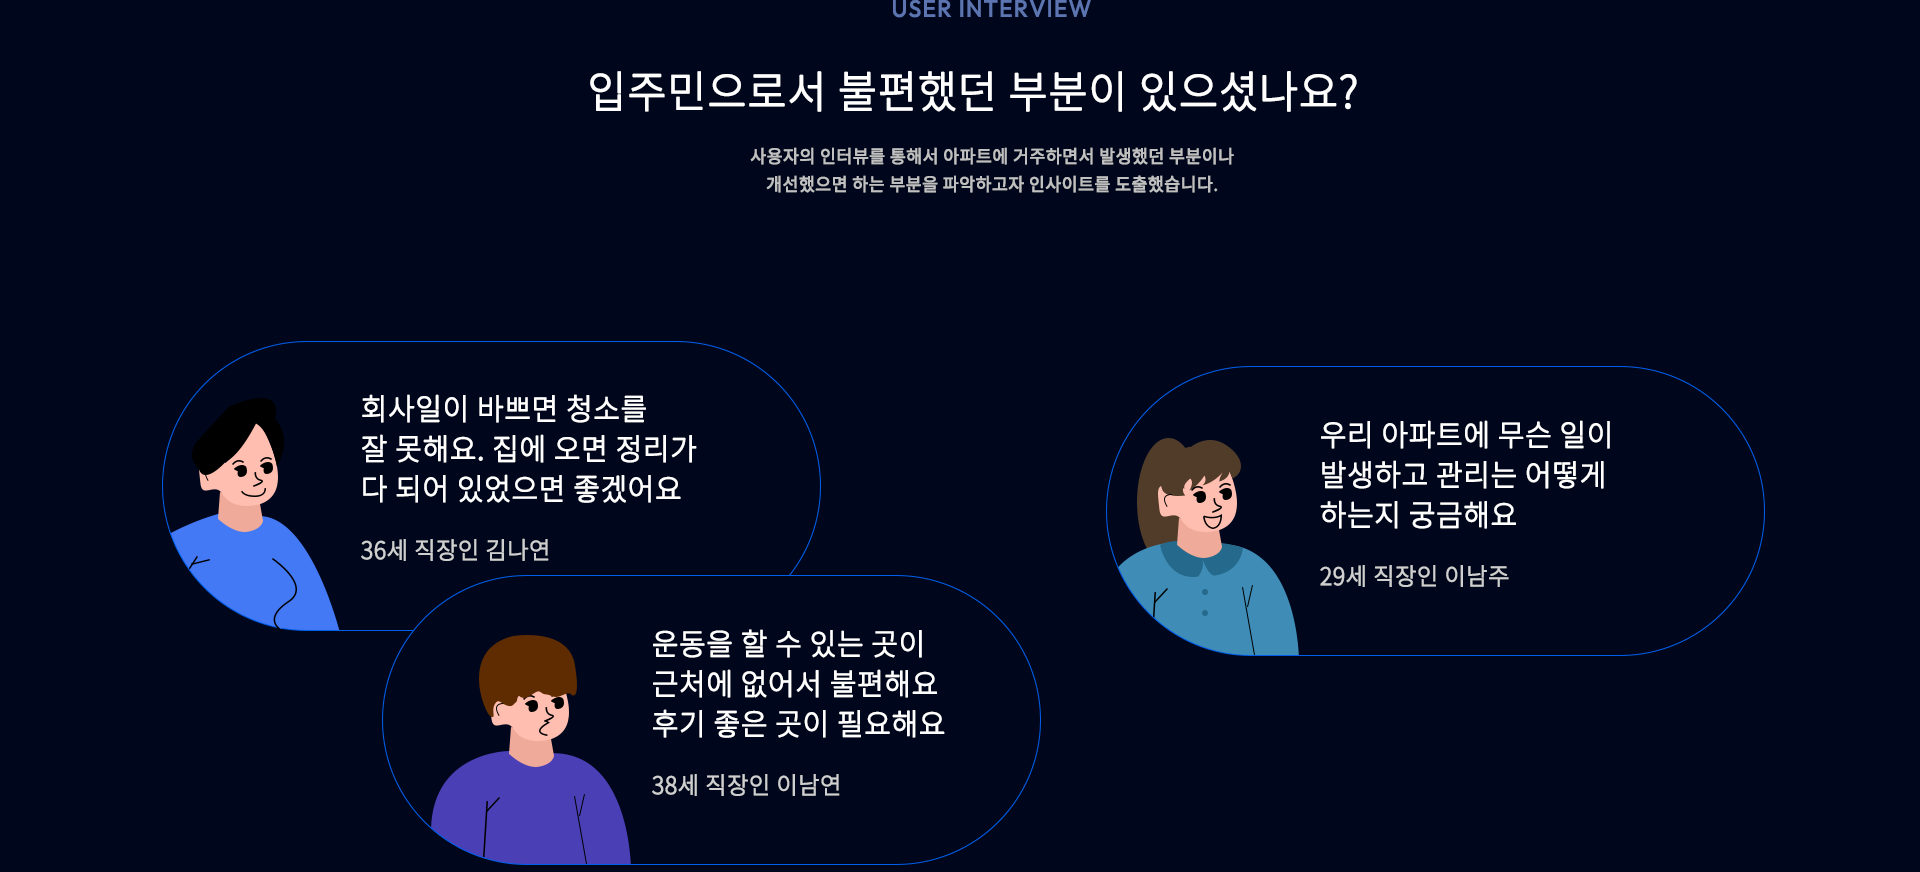 USER INTERVIEW
입주민으로서 불편했던 부분이 있으셨나요?
사용자의 인터뷰를 통해서 아파트에 거주하면서 발생했던 부분이나
개선했으면 하는 부분을 파악하고자 인사이트를 도출했습니다.
회사일이 바쁘면 청소를
잘 못해요. 집에 오면 정리가
다 되어 있었으면 좋겠어요
36세 직장인 김나연
운동을 할 수 있는 곳이
근처에 없어서 불편해요
후기 좋은 곳이 필요해요
38세 직장인 이남연
우리 아파트에 무슨 일이
발생하고 관리는 어떻게
하는지 궁금해요
29세 직장인 이남주